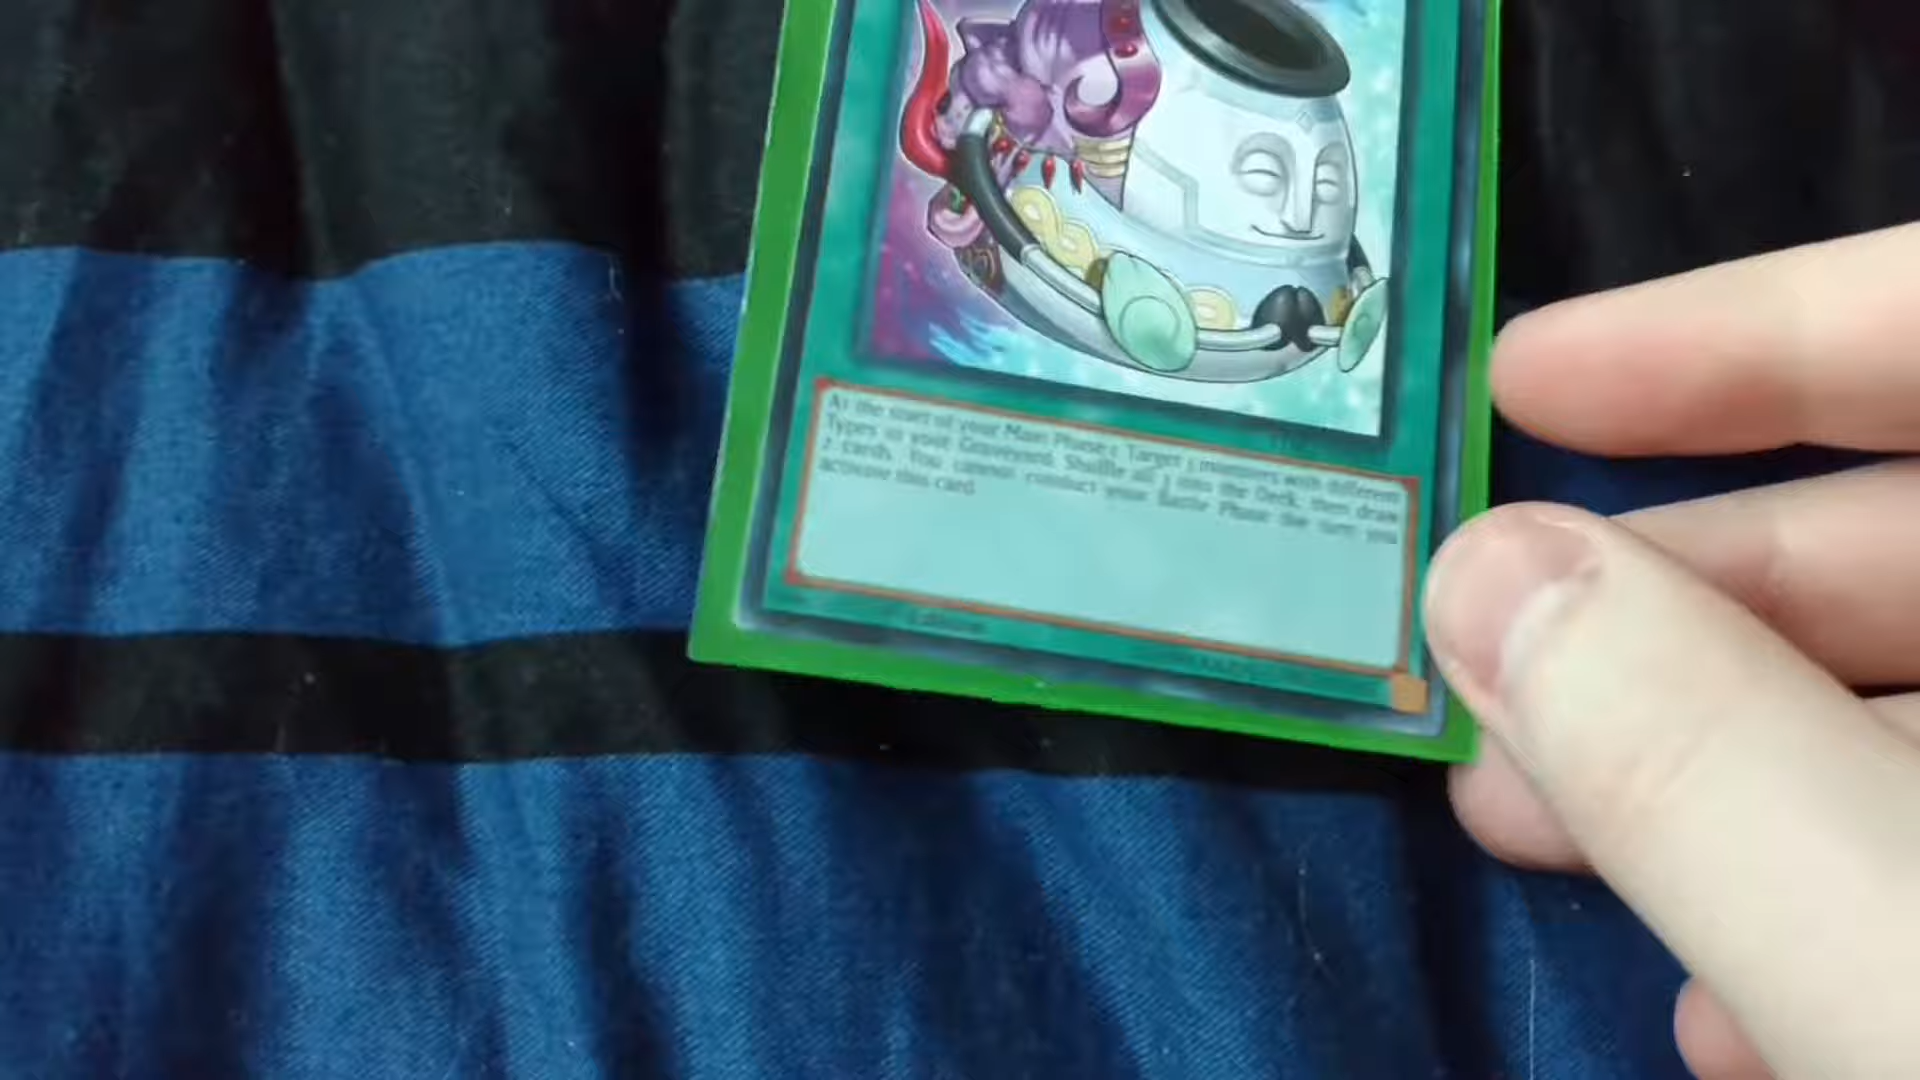 At the start of your Main Phase 1: Target 3 monsters with different
Types in your Graveyard; Shuffle all 3 into the Deck, then draw
2 cards. You cannot conduct your Battle Phase the turn you
activate this card.